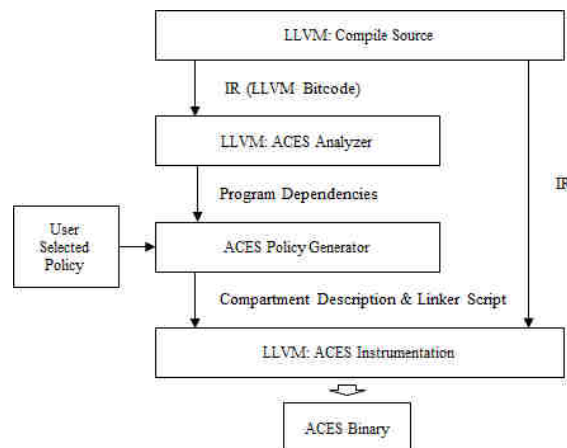 LLVM: Compile Source
IR (LLVM Bitcode)
LLVM: ACES Analyzer
IR
Program Dependencies
User
Selected
Policy
ACES Policy Generator
Compartment Description & Linker Script
LLVM: ACES Instrumentation
ACES Binary